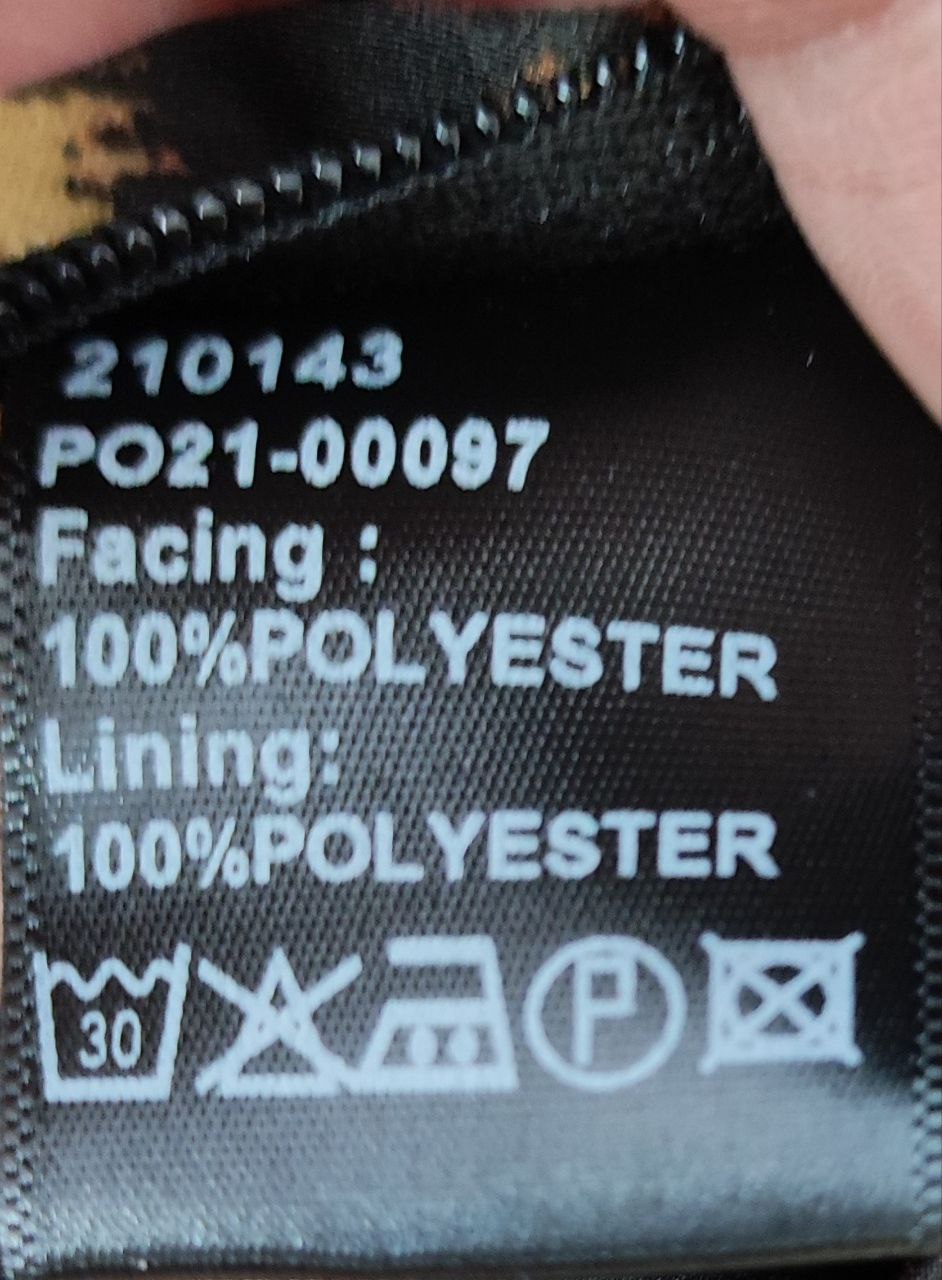 210143
PO21-00097
Facing :
100%POLYESTER
Lining:
100%POLYESTER
30 P